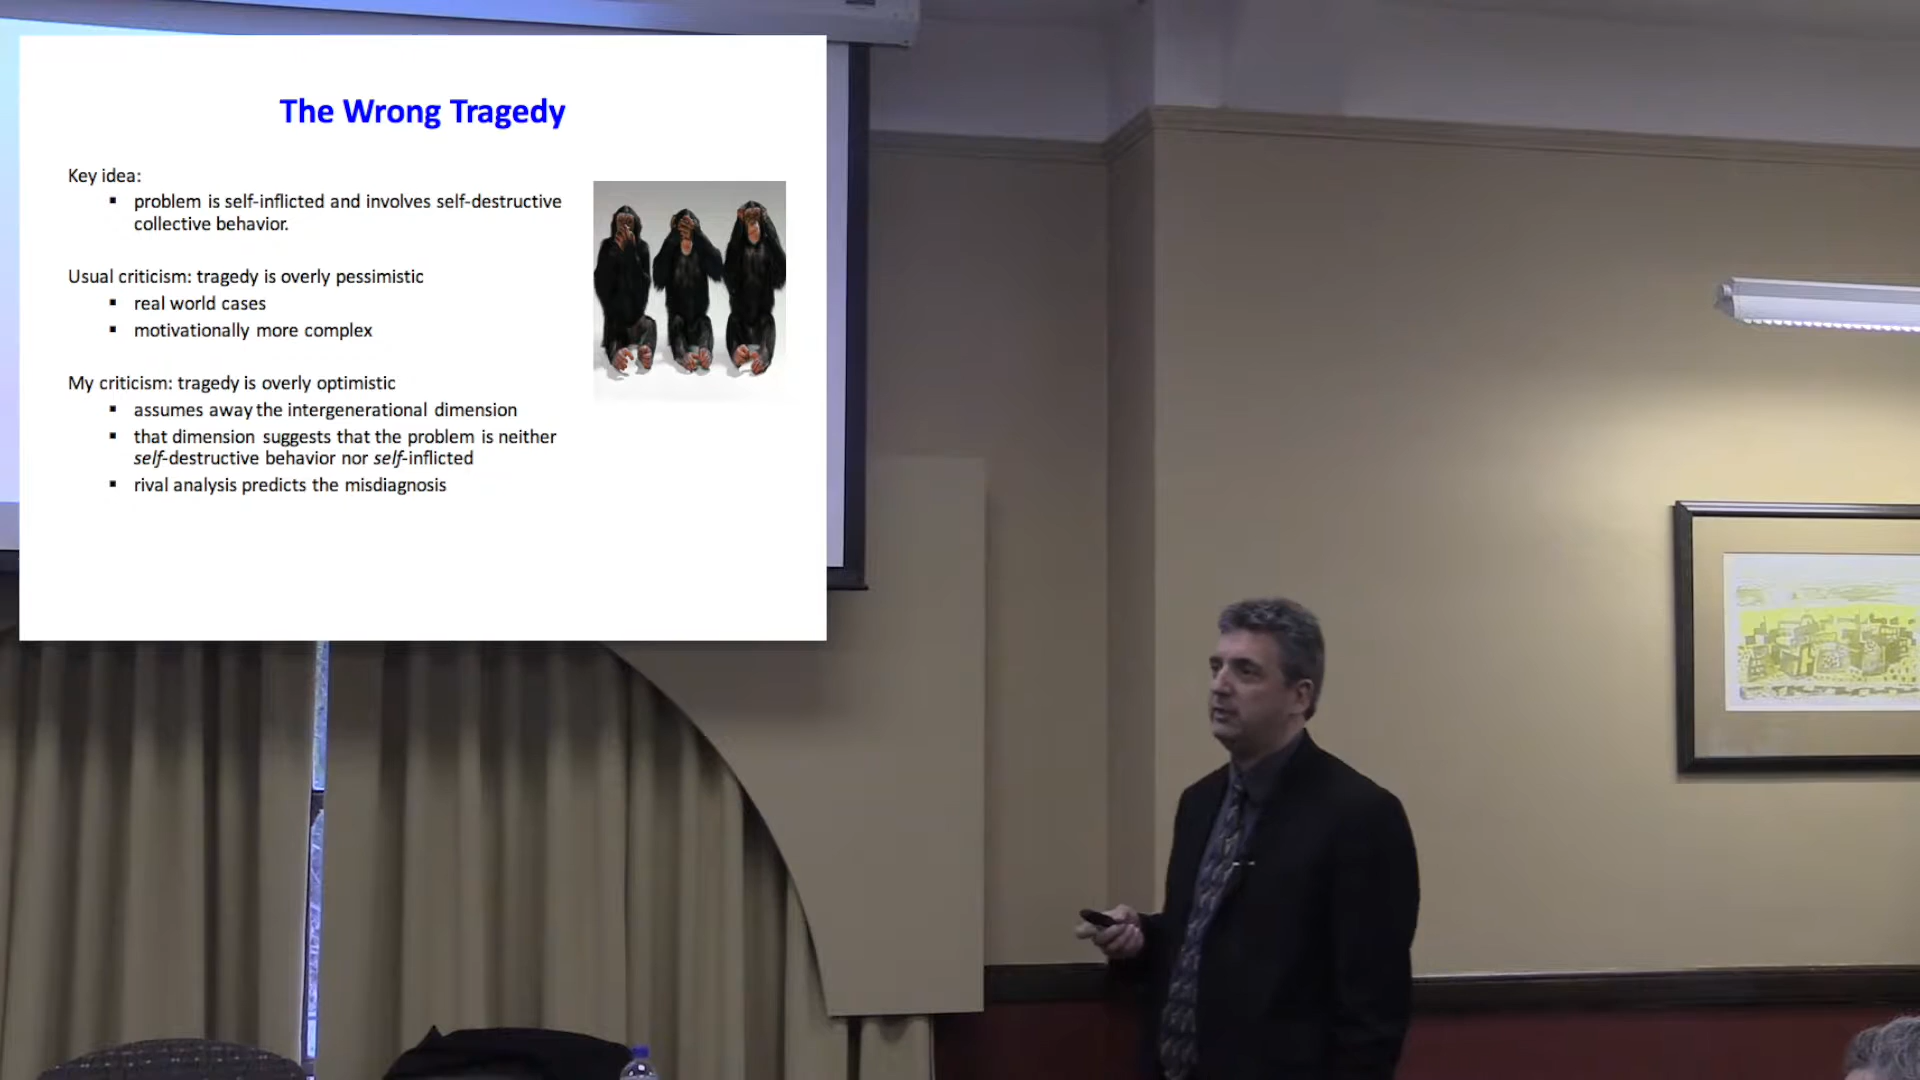 The Wrong Tragedy
Key idea:
▪ problem is self-inflicted and involves self-destructive
collective behavior.
Usual criticism: tragedy is overly pessimistic
▪ real world cases
▪ motivationally more complex
My criticism: tragedy is overly optimistic
▪ assumes away the intergenerational dimension
▪ that dimension suggests that the problem is neither
self-destructive behavior nor self-inflicted
▪ rival analysis predicts the misdiagnosis